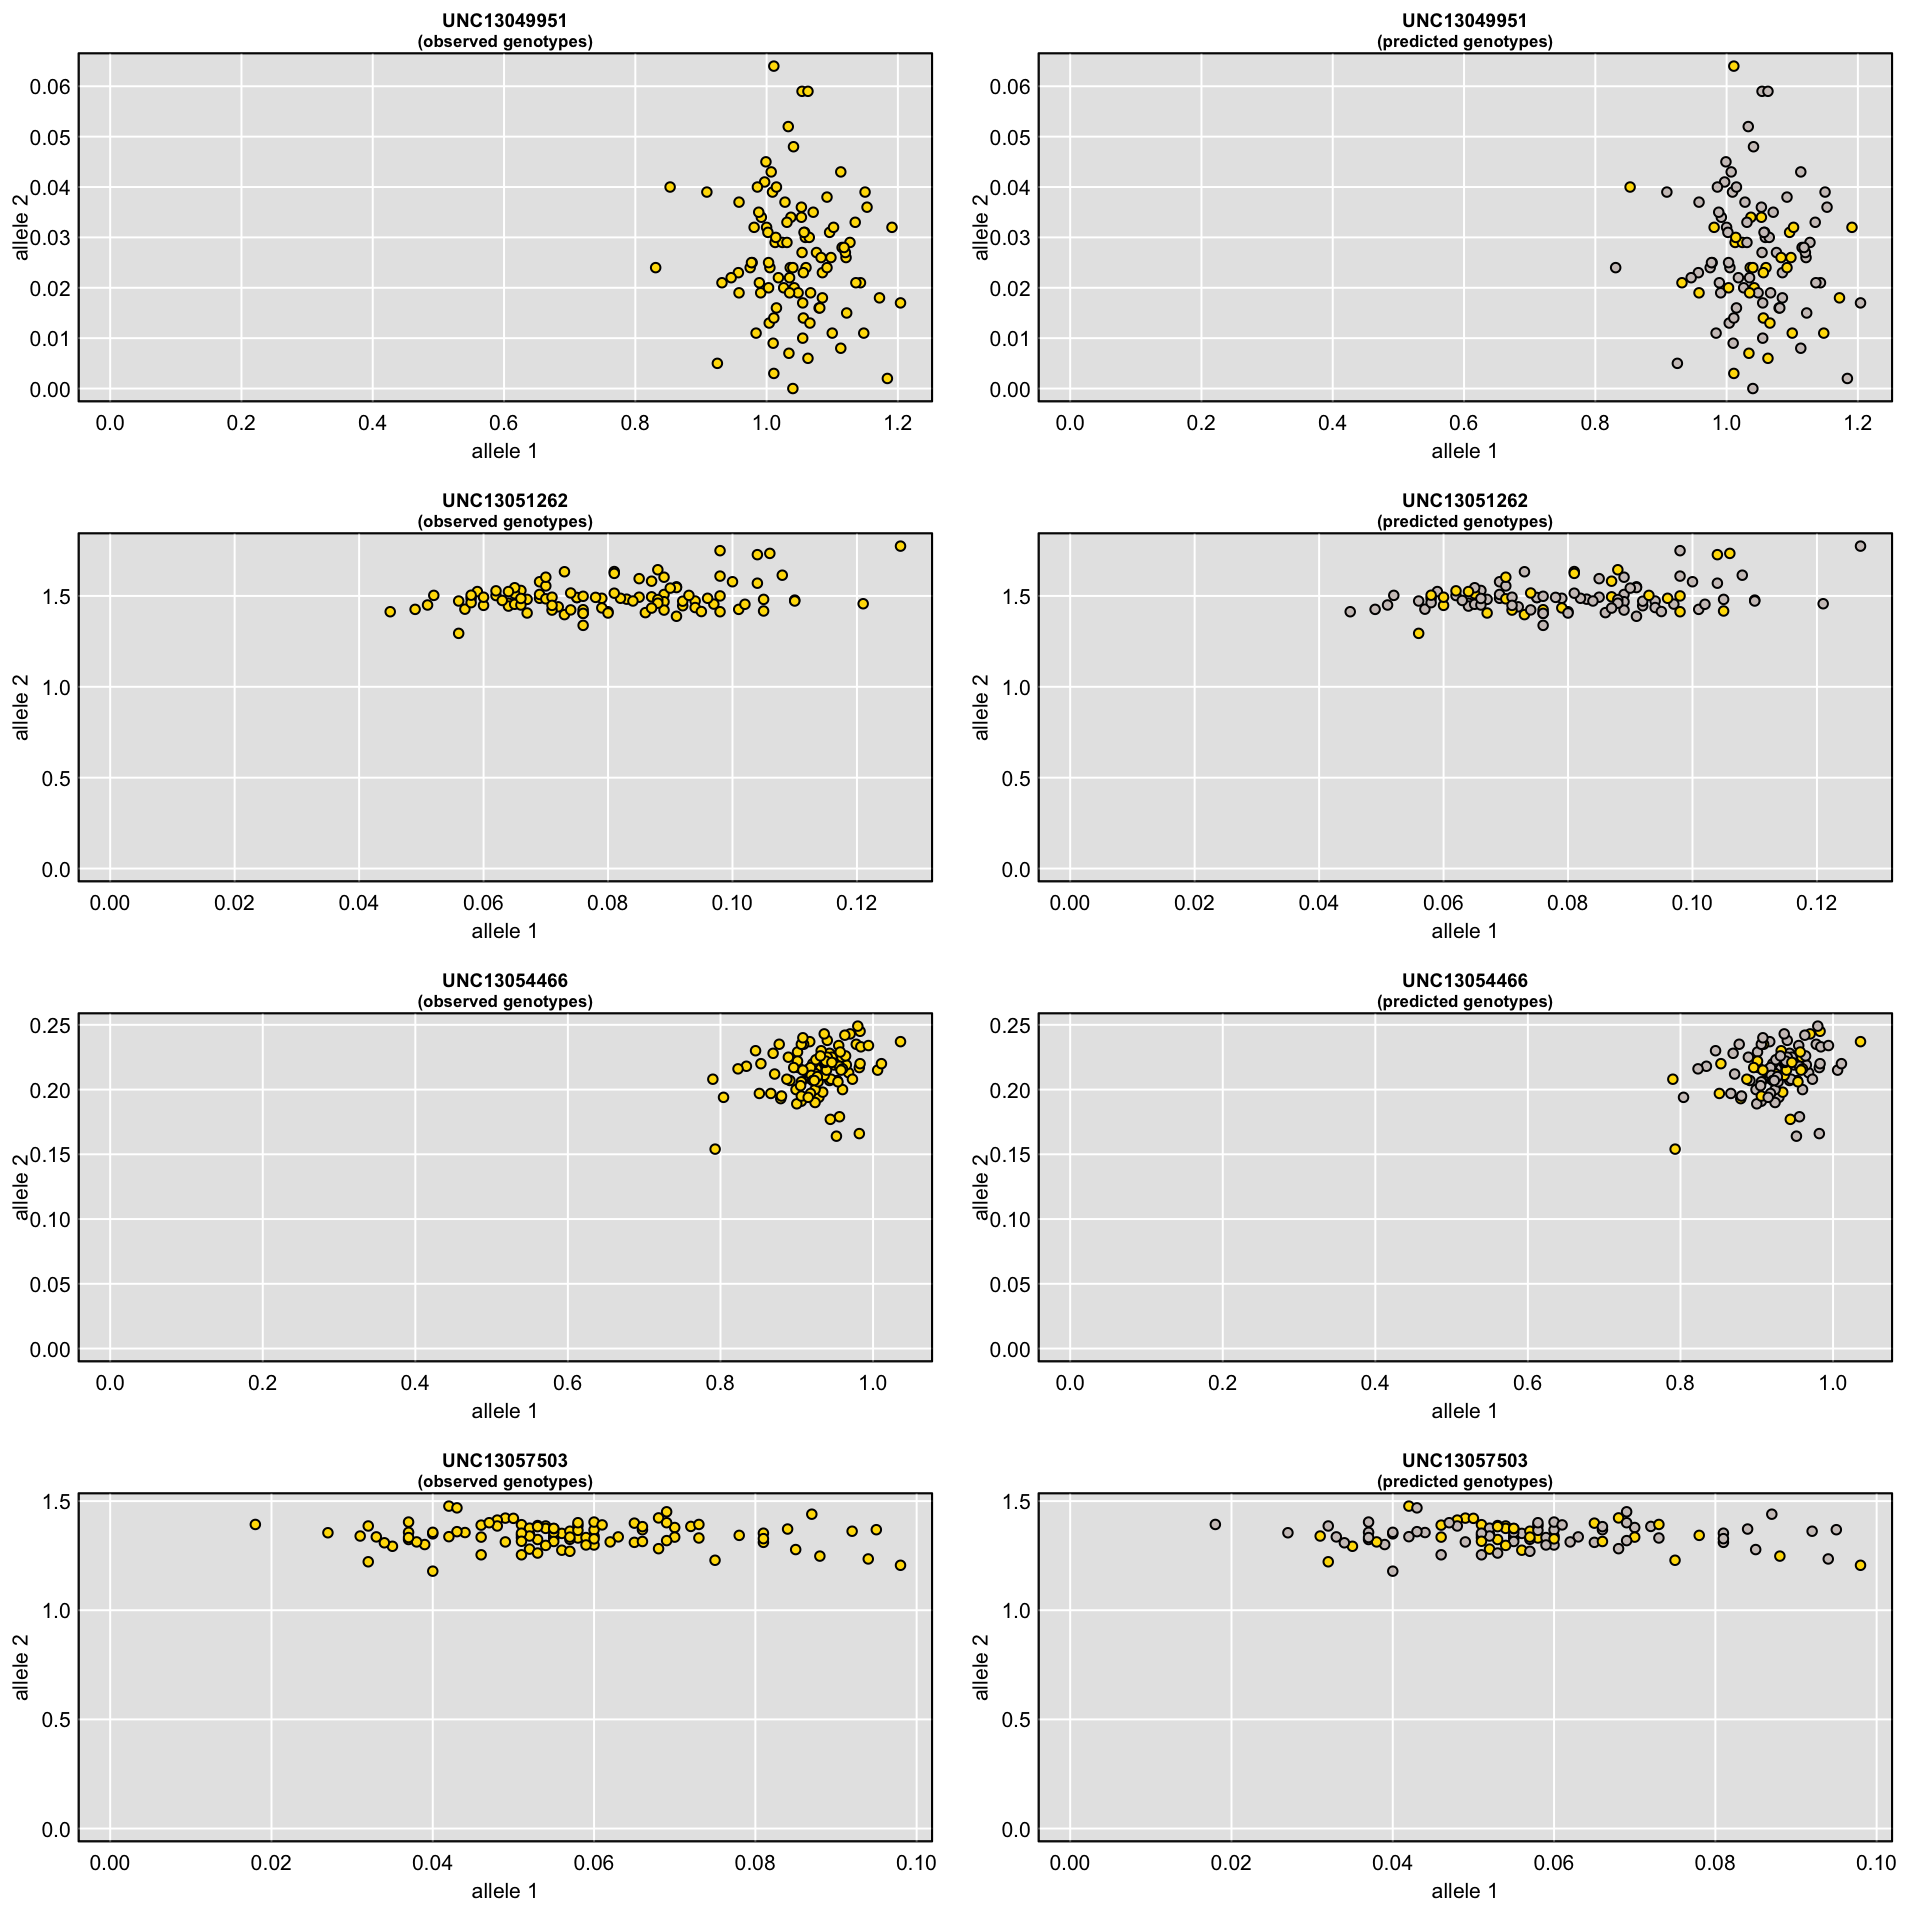 UNC13049951
(observed genotypes)
allele 2
0.06
0.05
0.04
0.03
0.02
0.01
0.00
0.0 0.2 0.4 0.6 0.8 1.0 1.2
allele 1
UNC13049951
(predicted genotypes)
allele 2
0.06
0.05
0.04
0.03
0.02
0.01
0.00
0.0 0.2 0.4 0.6 0.8 1.0 1.2
allele 1
UNC13051262
(observed genotypes)
allele 2
1.5
1.0
0.5
0.0
0.00 0.02 0.04 0.06 0.08 0.10 0.12
allele 1
UNC13051262
(predicted genotypes)
allele 2
1.5
1.0
0.5
0.0
0.00 0.02 0.04 0.06 0.08 0.10 0.12
allele 1
UNC13054466
(observed genotypes)
allele 2
0.25
0.20
0.15
0.10
0.05
0.00
0.0 0.2 0.4 0.6 0.8 1.0
allele 1
UNC13054466
(predicted genotypes)
allele 2
0.25
0.20
0.15
0.10
0.05
0.00
0.0 0.2 0.4 0.6 0.8 1.0
allele 1
UNC13057503
(observed genotypes)
allele 2
1.5
1.0
0.5
0.0
0.00 0.02 0.04 0.06 0.08 0.10
allele 1
UNC13057503
(predicted genotypes)
allele 2
1.5
1.0
0.5
0.0
0.00 0.02 0.04 0.06 0.08 0.10
allele 1